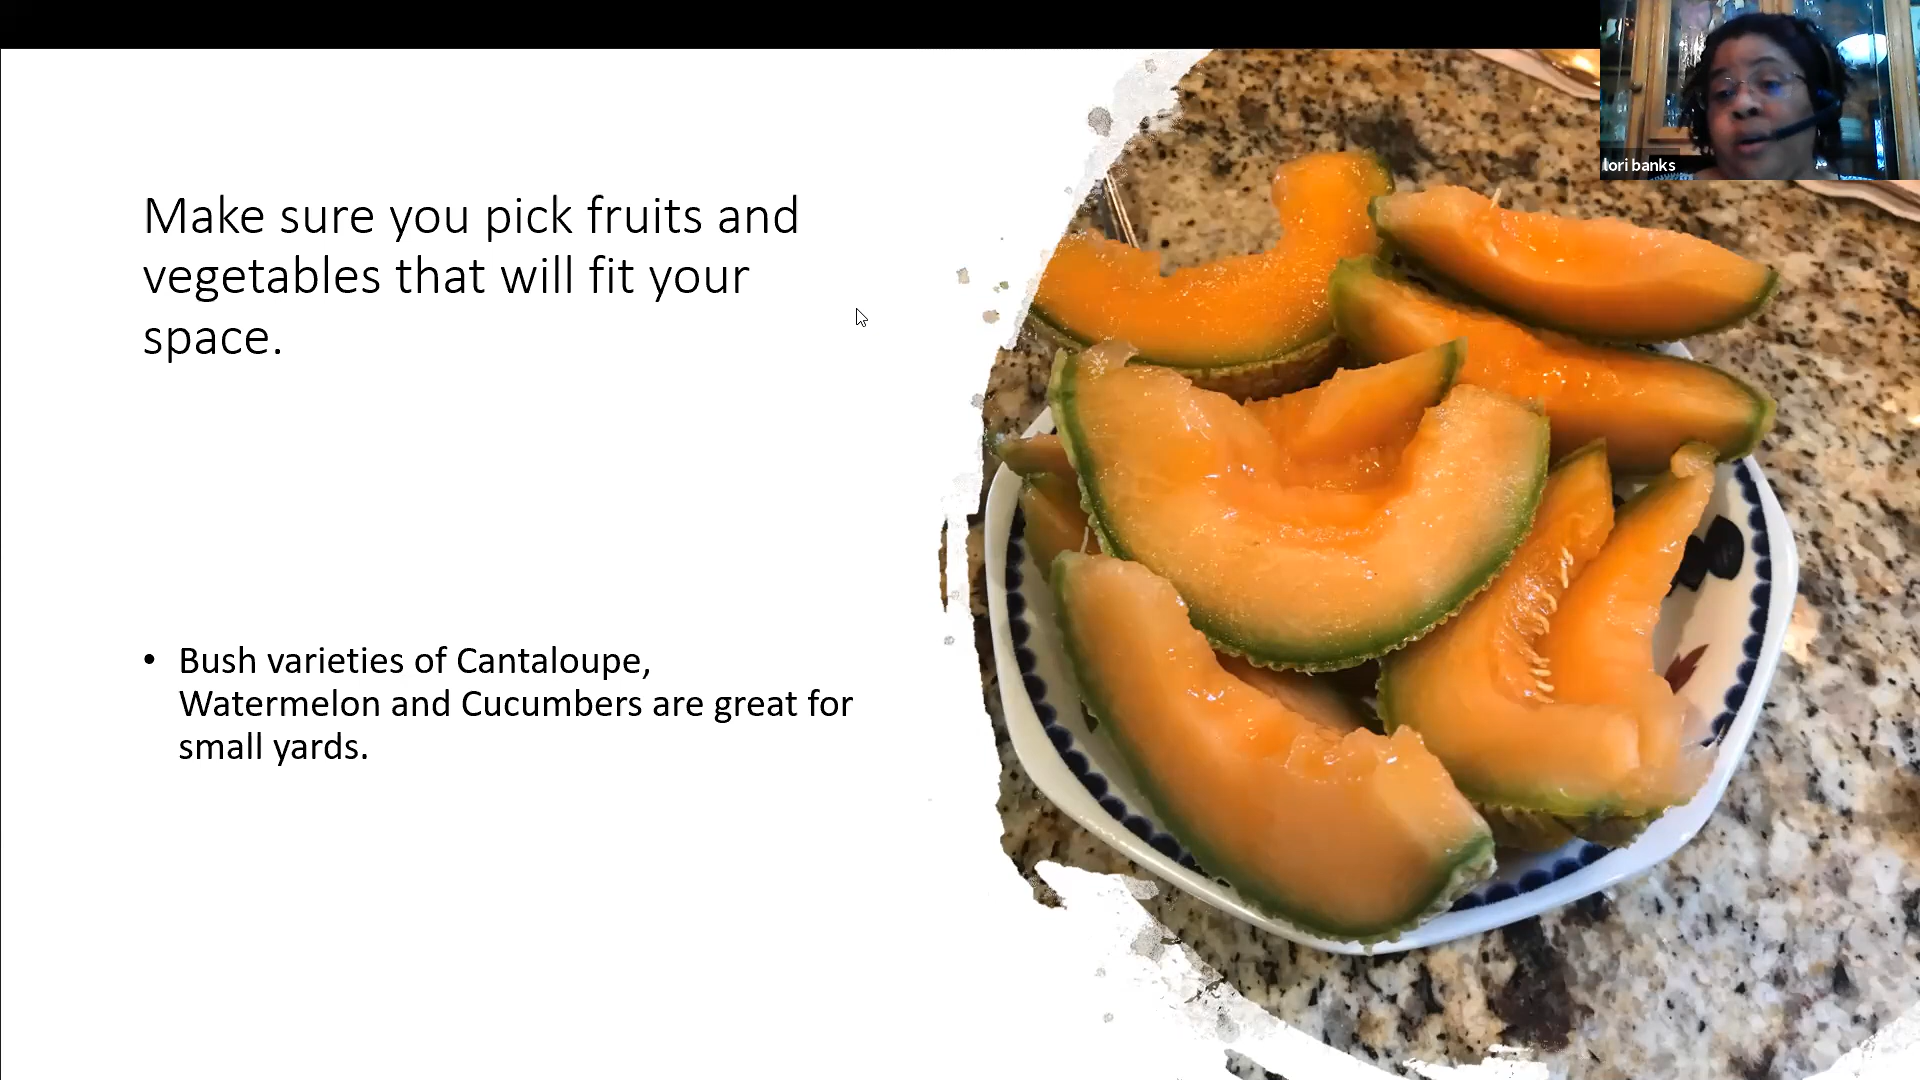 Make sure you pick fruits and
vegetables that will fit your
space.
• Bush varieties of Cantaloupe,
Watermelon and Cucumbers are great for
small yards.
lori banks